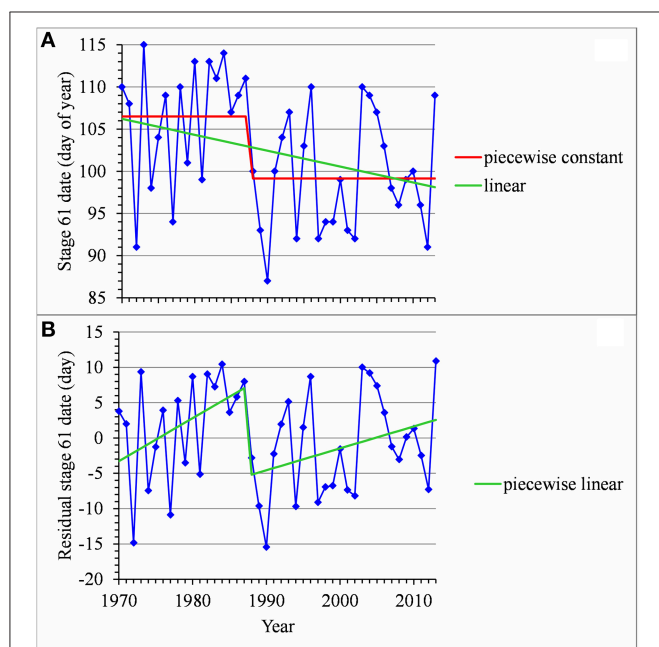 A
Stage 61 date (day of year)
115
110
105
100
95
90
85
piecewise constant
linear
B
Residual stage 61 date (day)
15
10
5
0
-5
-10
-15
-20
1970 1980 1990 2000 2010
Year
piecewise linear